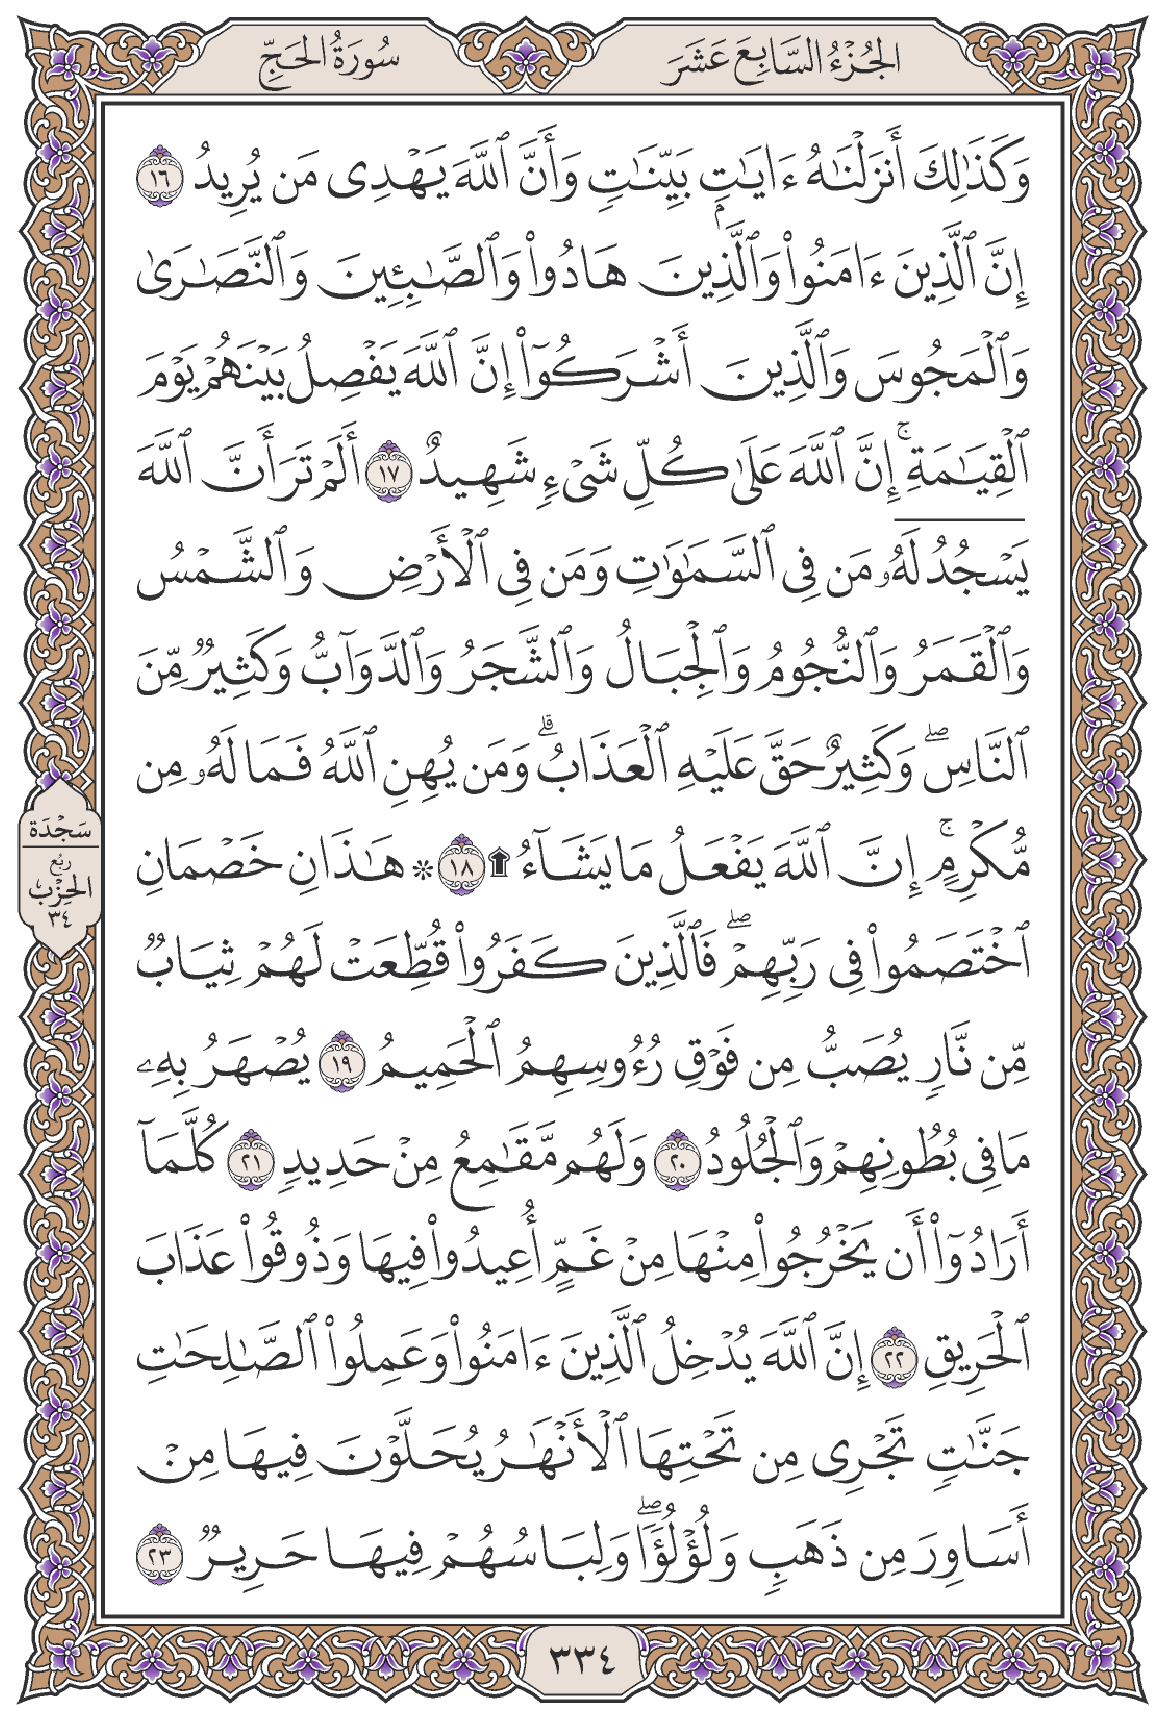 الجُزْءُ السَّابِعَ عَشَرَ
سُورَةُ الحَجِّ
وَكَذَٰلِكَ أَنزَلْنَٰهُ ءَايَٰتِۭ بَيِّنَٰتٖ وَأَنَّ ٱللَّهَ يَهْدِى مَن يُرِيدُ ١٦
إِنَّ ٱلَّذِينَ ءَامَنُوا۟ وَٱلَّذِينَ هَادُوا۟ وَٱلصَّٰبِـِٔينَ وَٱلنَّصَٰرَىٰ
وَٱلْمَجُوسَ وَٱلَّذِينَ أَشْرَكُوٓا۟ إِنَّ ٱللَّهَ يَفْصِلُ بَيْنَهُمْ يَوْمَ
ٱلْقِيَٰمَةِ ۚ إِنَّ ٱللَّهَ عَلَىٰ كُلِّ شَىْءٖ شَهِيدٌ ١٧ أَلَمْ تَرَ أَنَّ ٱللَّهَ
يَسْجُدُ لَهُۥ مَن فِى ٱلسَّمَٰوَٰتِ وَمَن فِى ٱلْأَرْضِ وَٱلشَّمْسُ
وَٱلْقَمَرُ وَٱلنُّجُومُ وَٱلْجِبَالُ وَٱلشَّجَرُ وَٱلدَّوَآبُّ وَكَثِيرٌ مِّنَ
ٱلنَّاسِ ۖ وَكَثِيرٌ حَقَّ عَلَيْهِ ٱلْعَذَابُ ۗ وَمَن يُهِنِ ٱللَّهُ فَمَا لَهُۥ مِن
مُّكْرِمٍ ۚ إِنَّ ٱللَّهَ يَفْعَلُ مَا يَشَآءُ ۩ ١٨ ۞ هَٰذَانِ خَصْمَانِ
ٱخْتَصَمُوا۟ فِى رَبِّهِمْ ۖ فَٱلَّذِينَ كَفَرُوا۟ قُطِّعَتْ لَهُمْ ثِيَابٌ
مِّن نَّارٖ يُصَبُّ مِن فَوْقِ رُءُوسِهِمُ ٱلْحَمِيمُ ١٩ يُصْهَرُ بِهِۦ
مَا فِى بُطُونِهِمْ وَٱلْجُلُودُ ٢٠ وَلَهُم مَّقَٰمِعُ مِنْ حَدِيدٖ ٢١ كُلَّمَآ
أَرَادُوٓا۟ أَن يَخْرُجُوا۟ مِنْهَا مِنْ غَمٍّ أُعِيدُوا۟ فِيهَا وَذُوقُوا۟ عَذَابَ
ٱلْحَرِيقِ ٢٢ إِنَّ ٱللَّهَ يُدْخِلُ ٱلَّذِينَ ءَامَنُوا۟ وَعَمِلُوا۟ ٱلصَّٰلِحَٰتِ
جَنَّٰتٖ تَجْرِى مِن تَحْتِهَا ٱلْأَنْهَٰرُ يُحَلَّوْنَ فِيهَا مِنْ
أَسَاوِرَ مِن ذَهَبٖ وَلُؤْلُؤًا ۖ وَلِبَاسُهُمْ فِيهَا حَرِيرٌ ٢٣
سَجْدَة
رُبْعُ
الحِزْبُ
٣٤
٣٣٤